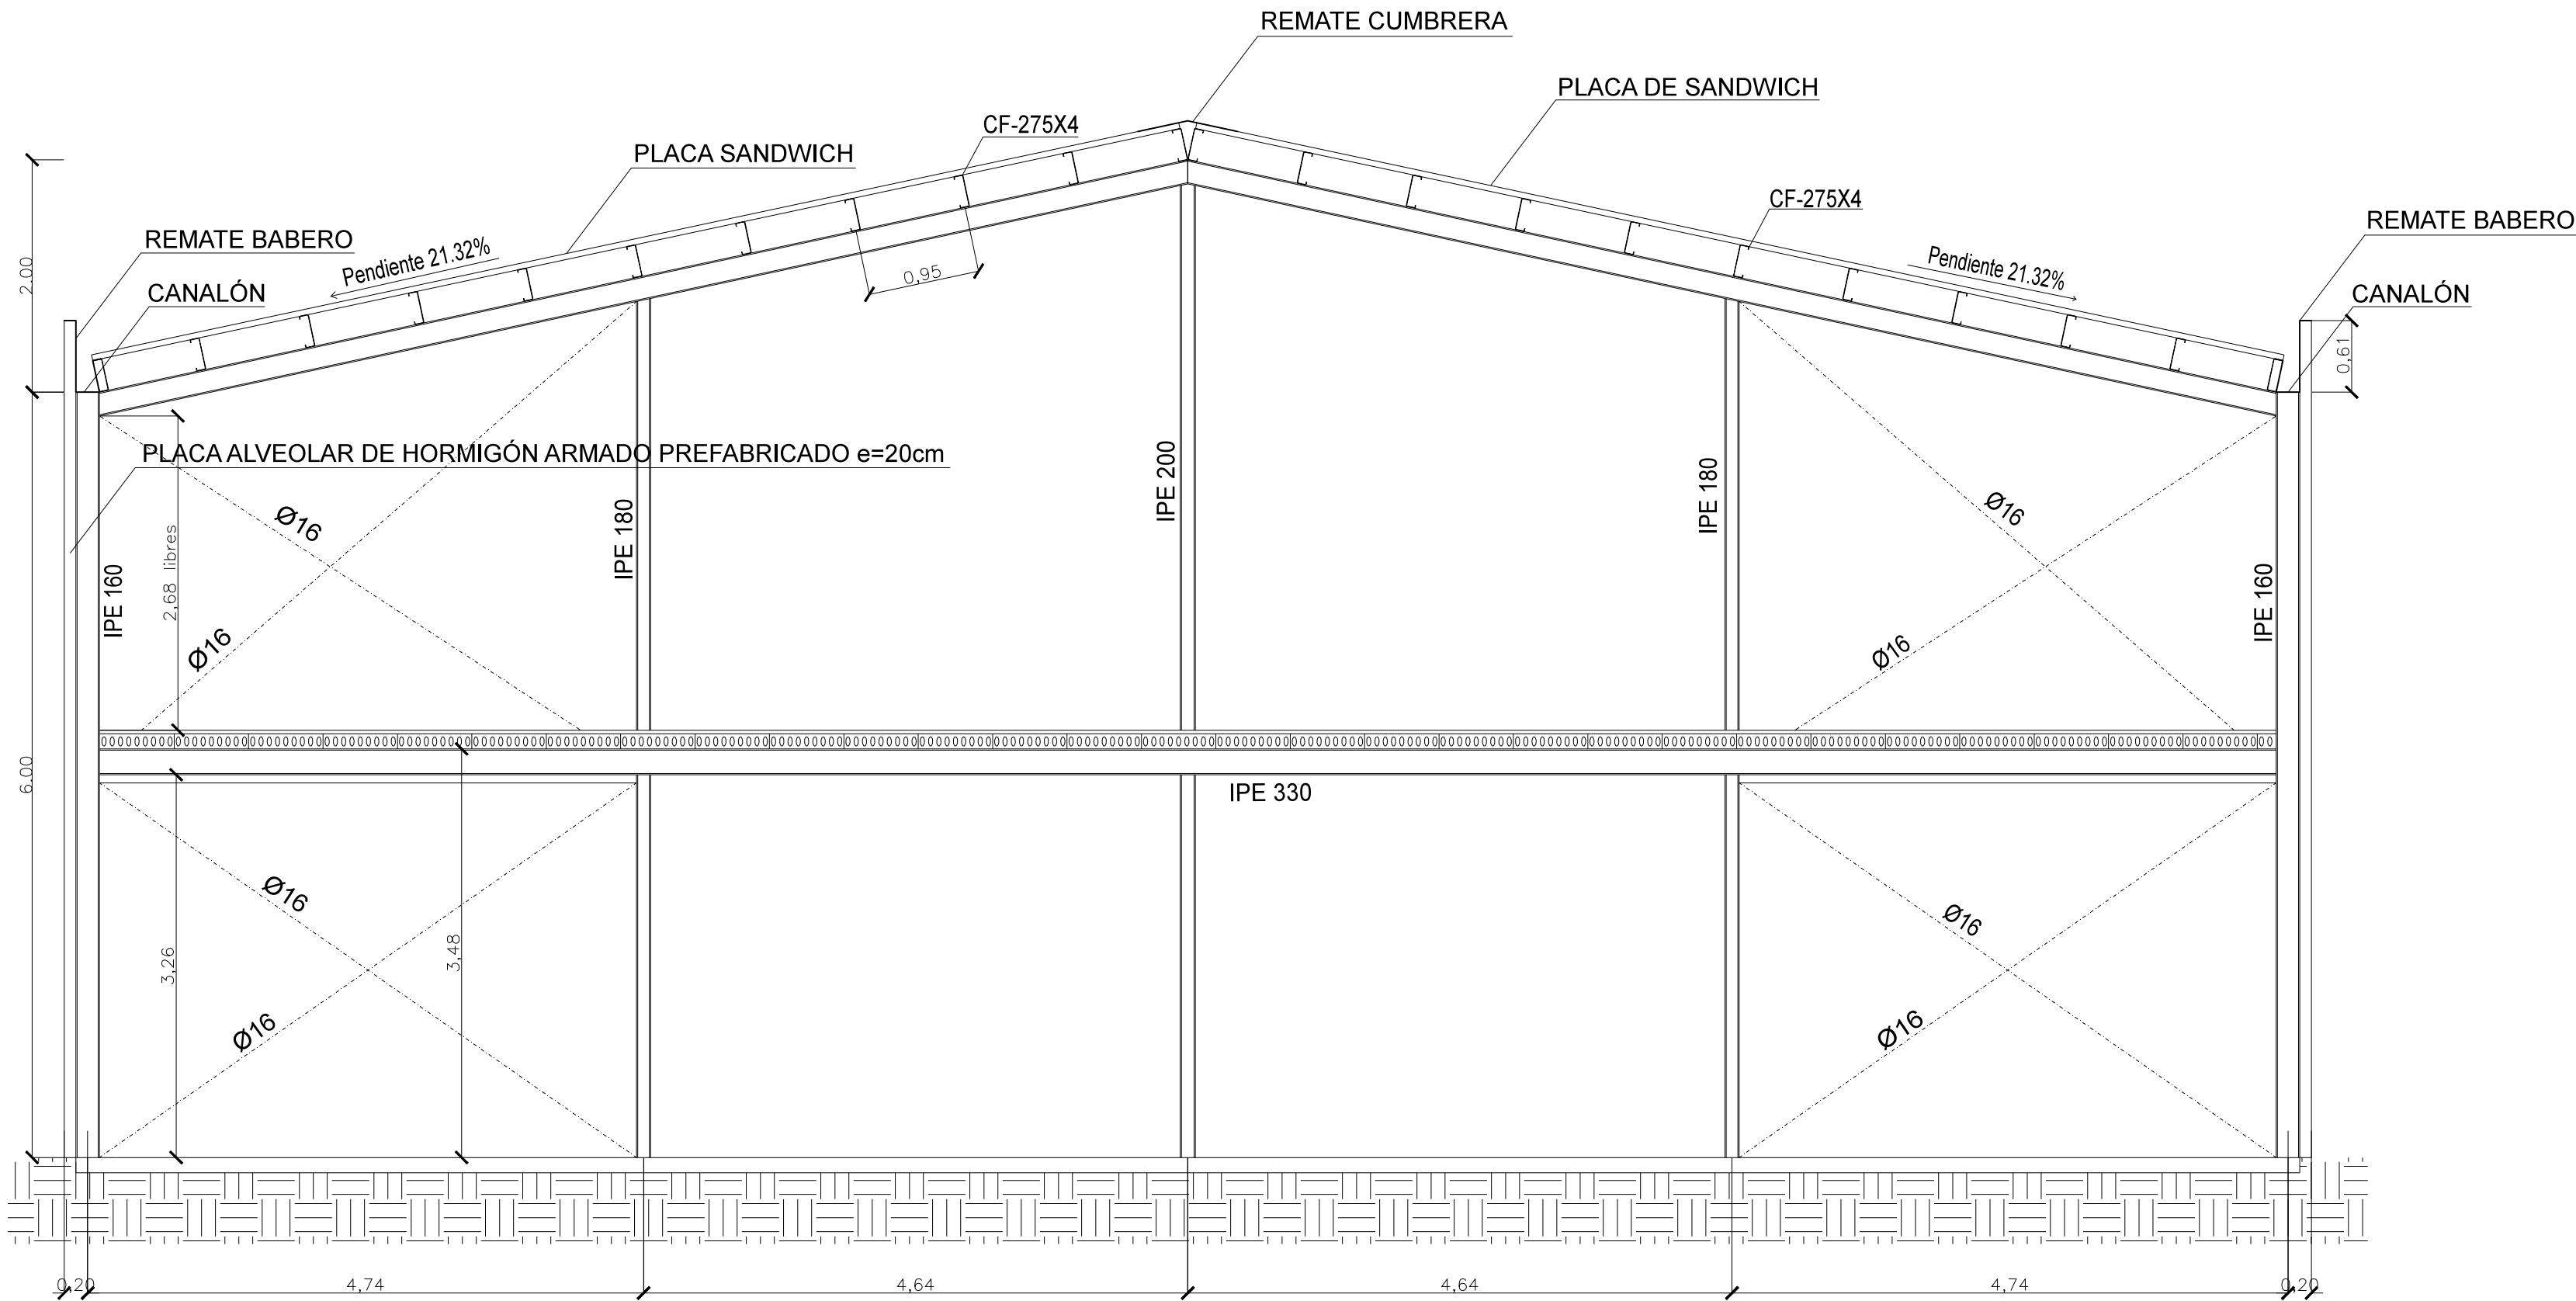 REMATE CUMBRERA
PLACA DE SANDWICH
CF-275X4
PLACA SANDWICH
CF-275X4
REMATE BABERO
REMATE BABERO
Pendiente 21.32%
Pendiente 21.32%
0,95
2.00
CANALÓN
CANALÓN
0,61
PLACA ALVEOLAR DE HORMIGÓN ARMADO PREFABRICADO e=20cm
IPE 200
IPE 180
IPE 180
Ø16
Ø16
2,68 libres
IPE 160
IPE 160
Ø16
Ø16
6.00
IPE 330
Ø16
Ø16
3,26
3,48
Ø16
Ø16
0,20
4,74
4,64
4,64
4,74
0,20